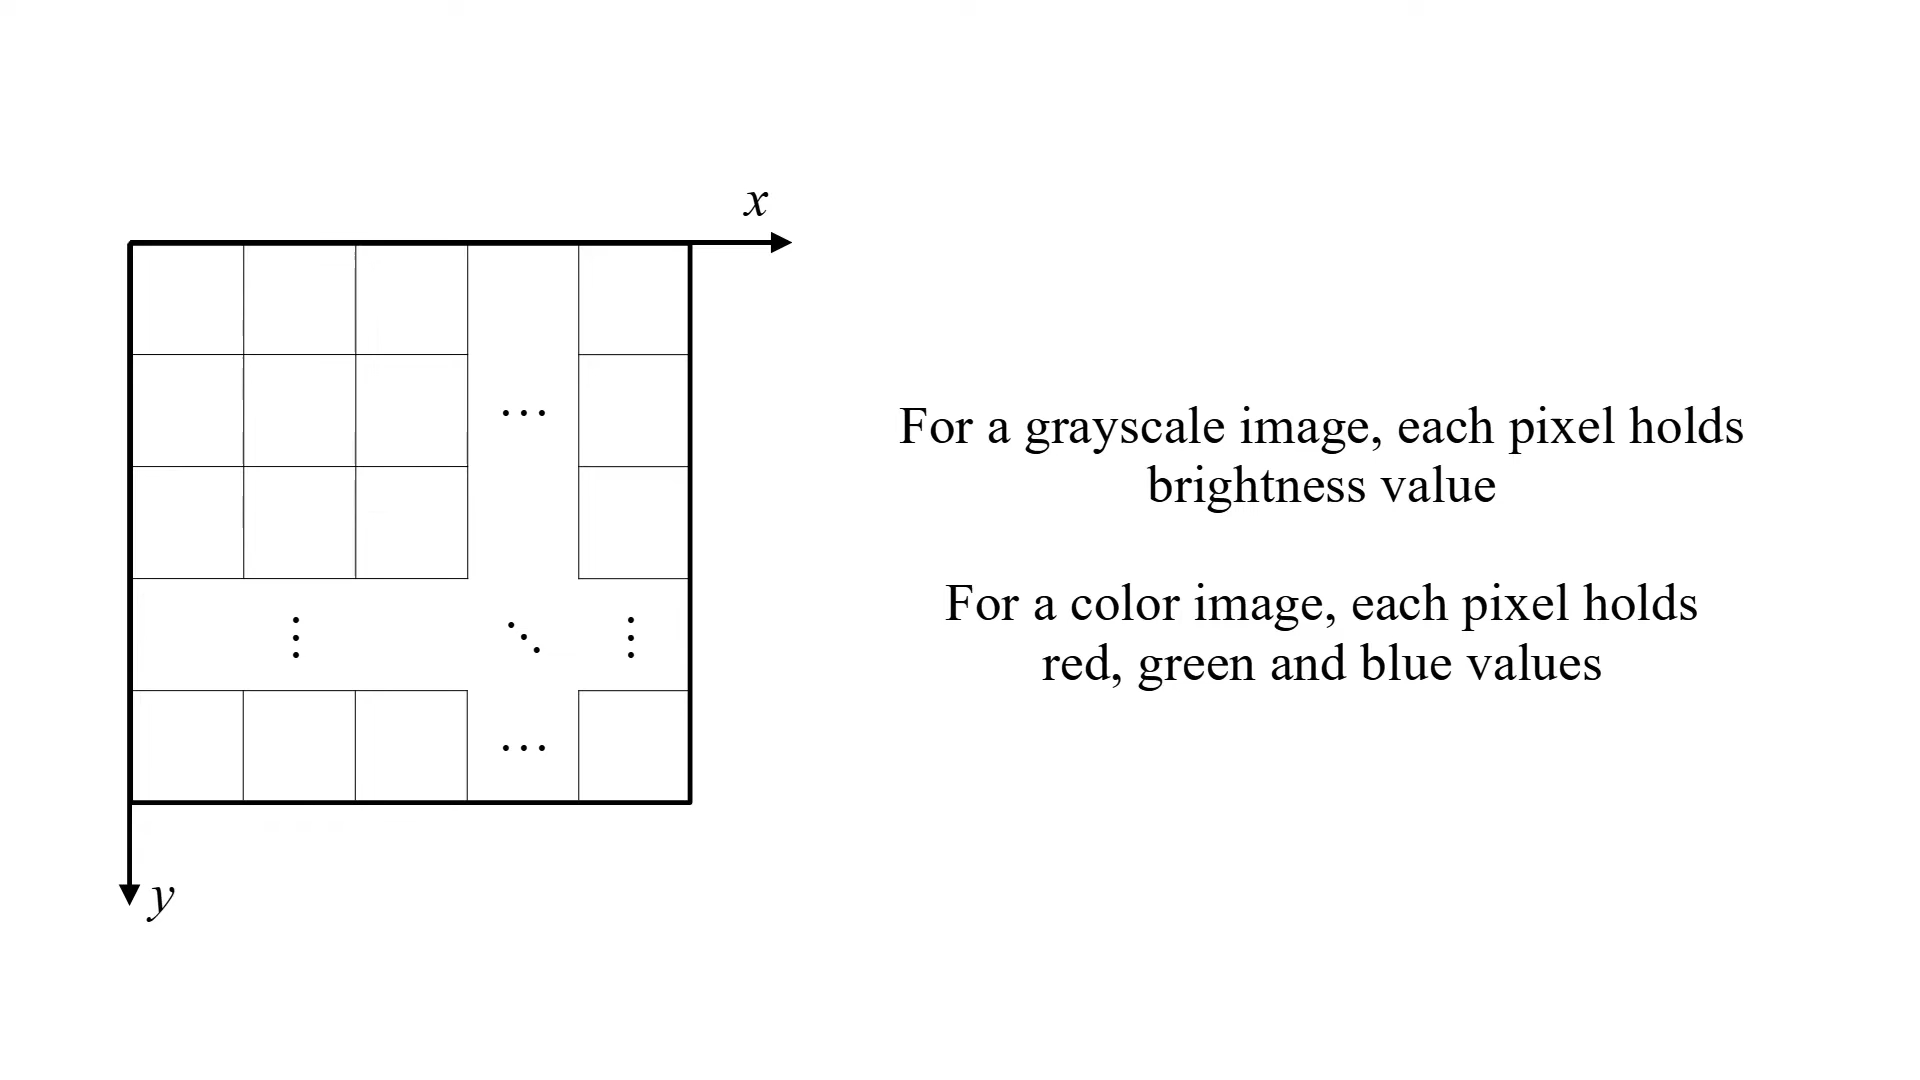 x
For a grayscale image, each pixel holds
brightness value
For a color image, each pixel holds
red, green and blue values
y